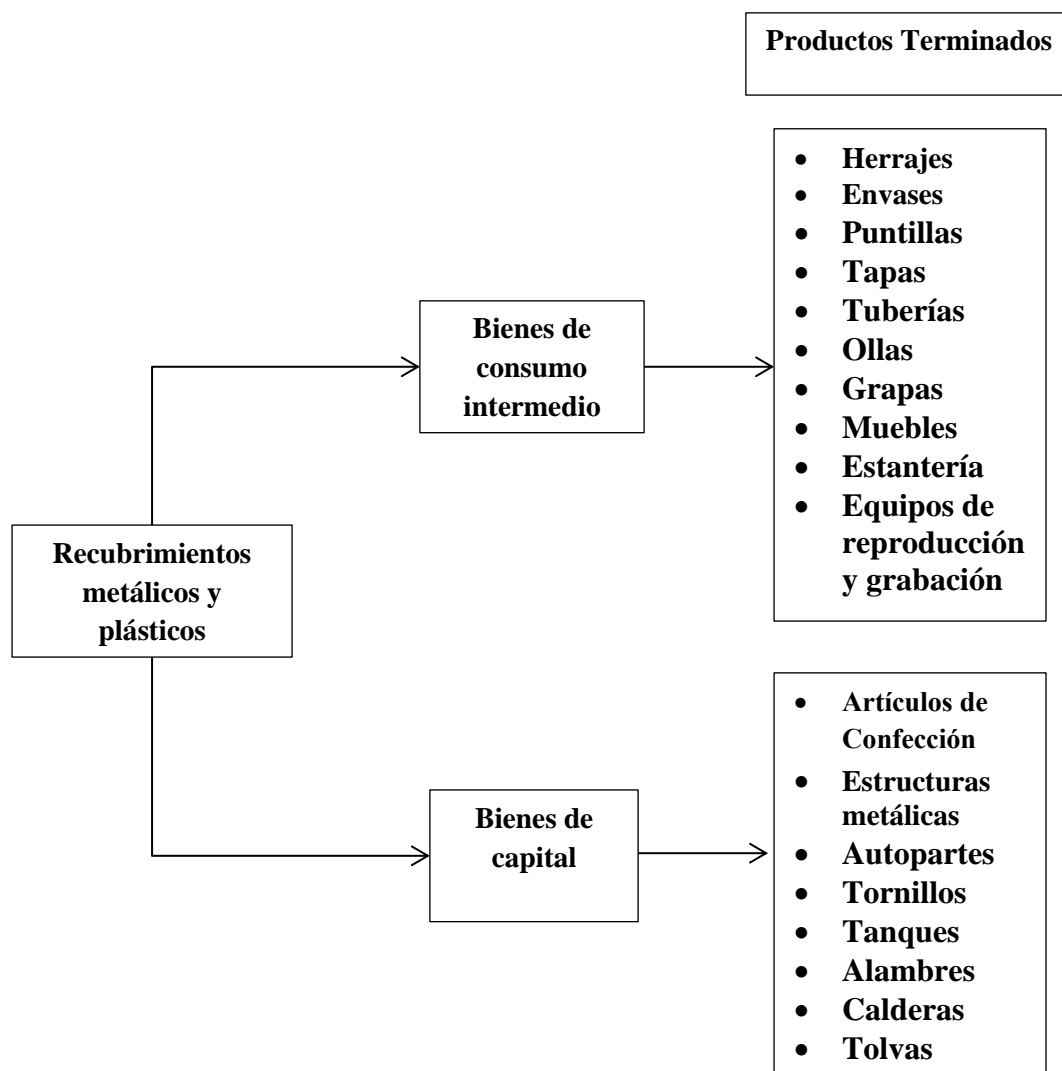 Productos Terminados
• Herrajes
• Envases
• Puntillas
• Tapas
• Tuberías
• Ollas
• Grapas
• Muebles
• Estantería
• Equipos de
reproducción
y grabación
Bienes de
consumo
intermedio
Recubrimientos
metálicos y
plásticos
Bienes de
capital
• Artículos de
Confección
• Estructuras
metálicas
• Autopartes
• Tornillos
• Tanques
• Alambres
• Calderas
• Tolvas